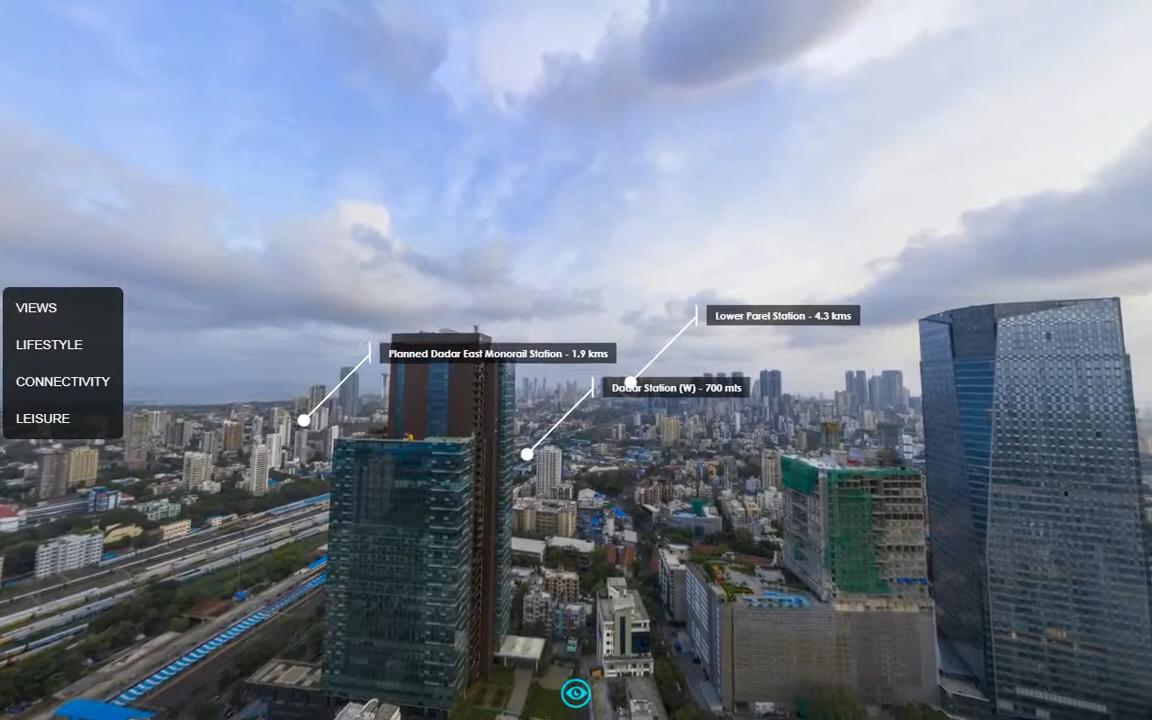 VIEWS
LIFESTYLE
CONNECTIVITY
LEISURE
Lower Parel Station - 4.3 kms
Planned Dadar East Monorail Station - 1.9 kms
Dadar Station (W) - 700 mts